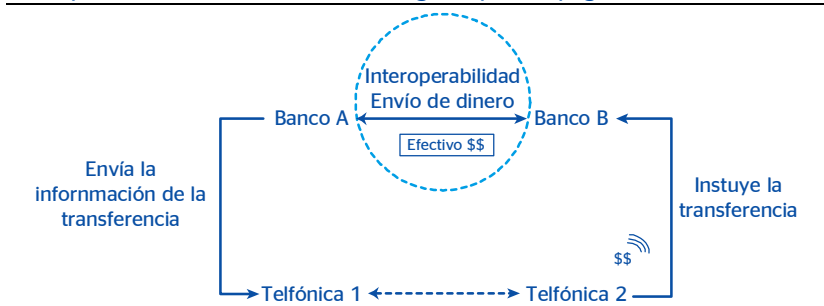 Interoperabilidad
Envío de dinero
Banco A
Banco B
Efectivo $$
Envía la
infornmación de la
transferencia
Instuye la
transferencia
$$
Telfónica 1
Telfónica 2